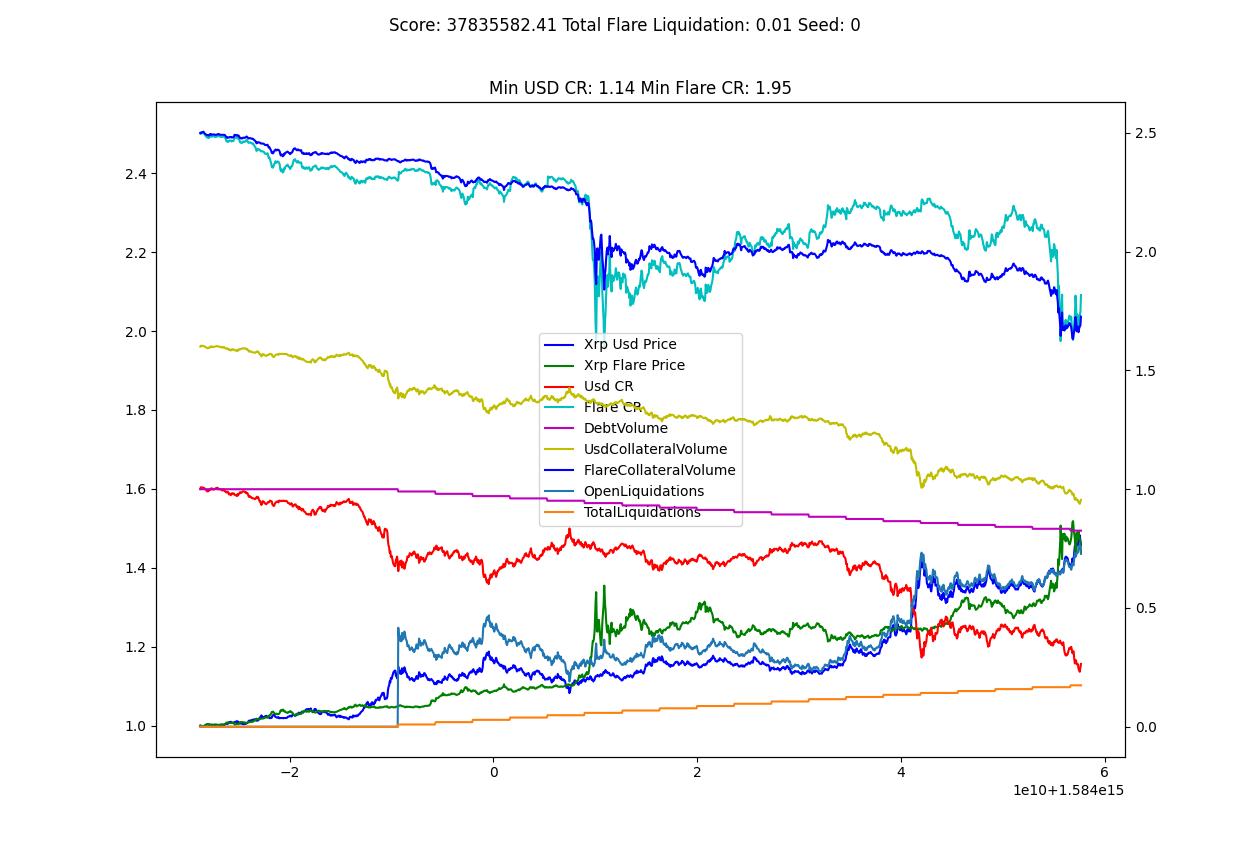 Score: 37835582.41 Total Flare Liquidation: 0.01 Seed: 0
Min USD CR: 1.14 Min Flare CR: 1.95
2.4
2.2
2.0
1.8
1.6
1.4
1.2
1.0
2.5
2.0
1.5
1.0
0.5
0.0
Xrp Usd Price
Xrp Flare Price
Usd CR
Flare CR
DebtVolume
UsdCollateralVolume
FlareCollateralVolume
OpenLiquidations
TotalLiquidations
−2 0 2 4 6
1e10+1.584e15